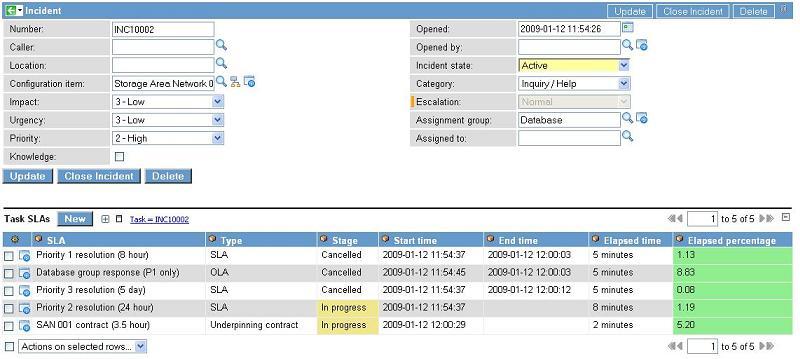 Incident Update Close Incident Delete
Number: INC10002 Opened: 2009-01-12 11:54:26
Caller: Opened by:
Location: Incident state: Active
Configuration item: Storage Area Network 0 Category: Inquiry / Help
Impact: 3 - Low Escalation: Normal
Urgency: 3 - Low Assignment group: Database
Priority: 2 - High Assigned to:
Knowledge:
Update Close Incident Delete
Task SLAs New Task = INC10002 1 to 5 of 5
SLA Type Stage Start time End time Elapsed time Elapsed percentage
Priority 1 resolution (8 hour) SLA Cancelled 2009-01-12 11:54:37 2009-01-12 12:00:03 5 minutes 1.13
Database group response (P1 only) OLA Cancelled 2009-01-12 11:54:45 2009-01-12 12:00:03 5 minutes 8.83
Priority 3 resolution (5 day) SLA Cancelled 2009-01-12 11:54:37 2009-01-12 12:00:12 5 minutes 0.08
Priority 2 resolution (24 hour) SLA In progress 2009-01-12 11:54:37 8 minutes 1.19
SAN 001 contract (3.5 hour) Underpinning contract In progress 2009-01-12 12:00:29 2 minutes 5.20
Actions on selected rows... 1 to 5 of 5